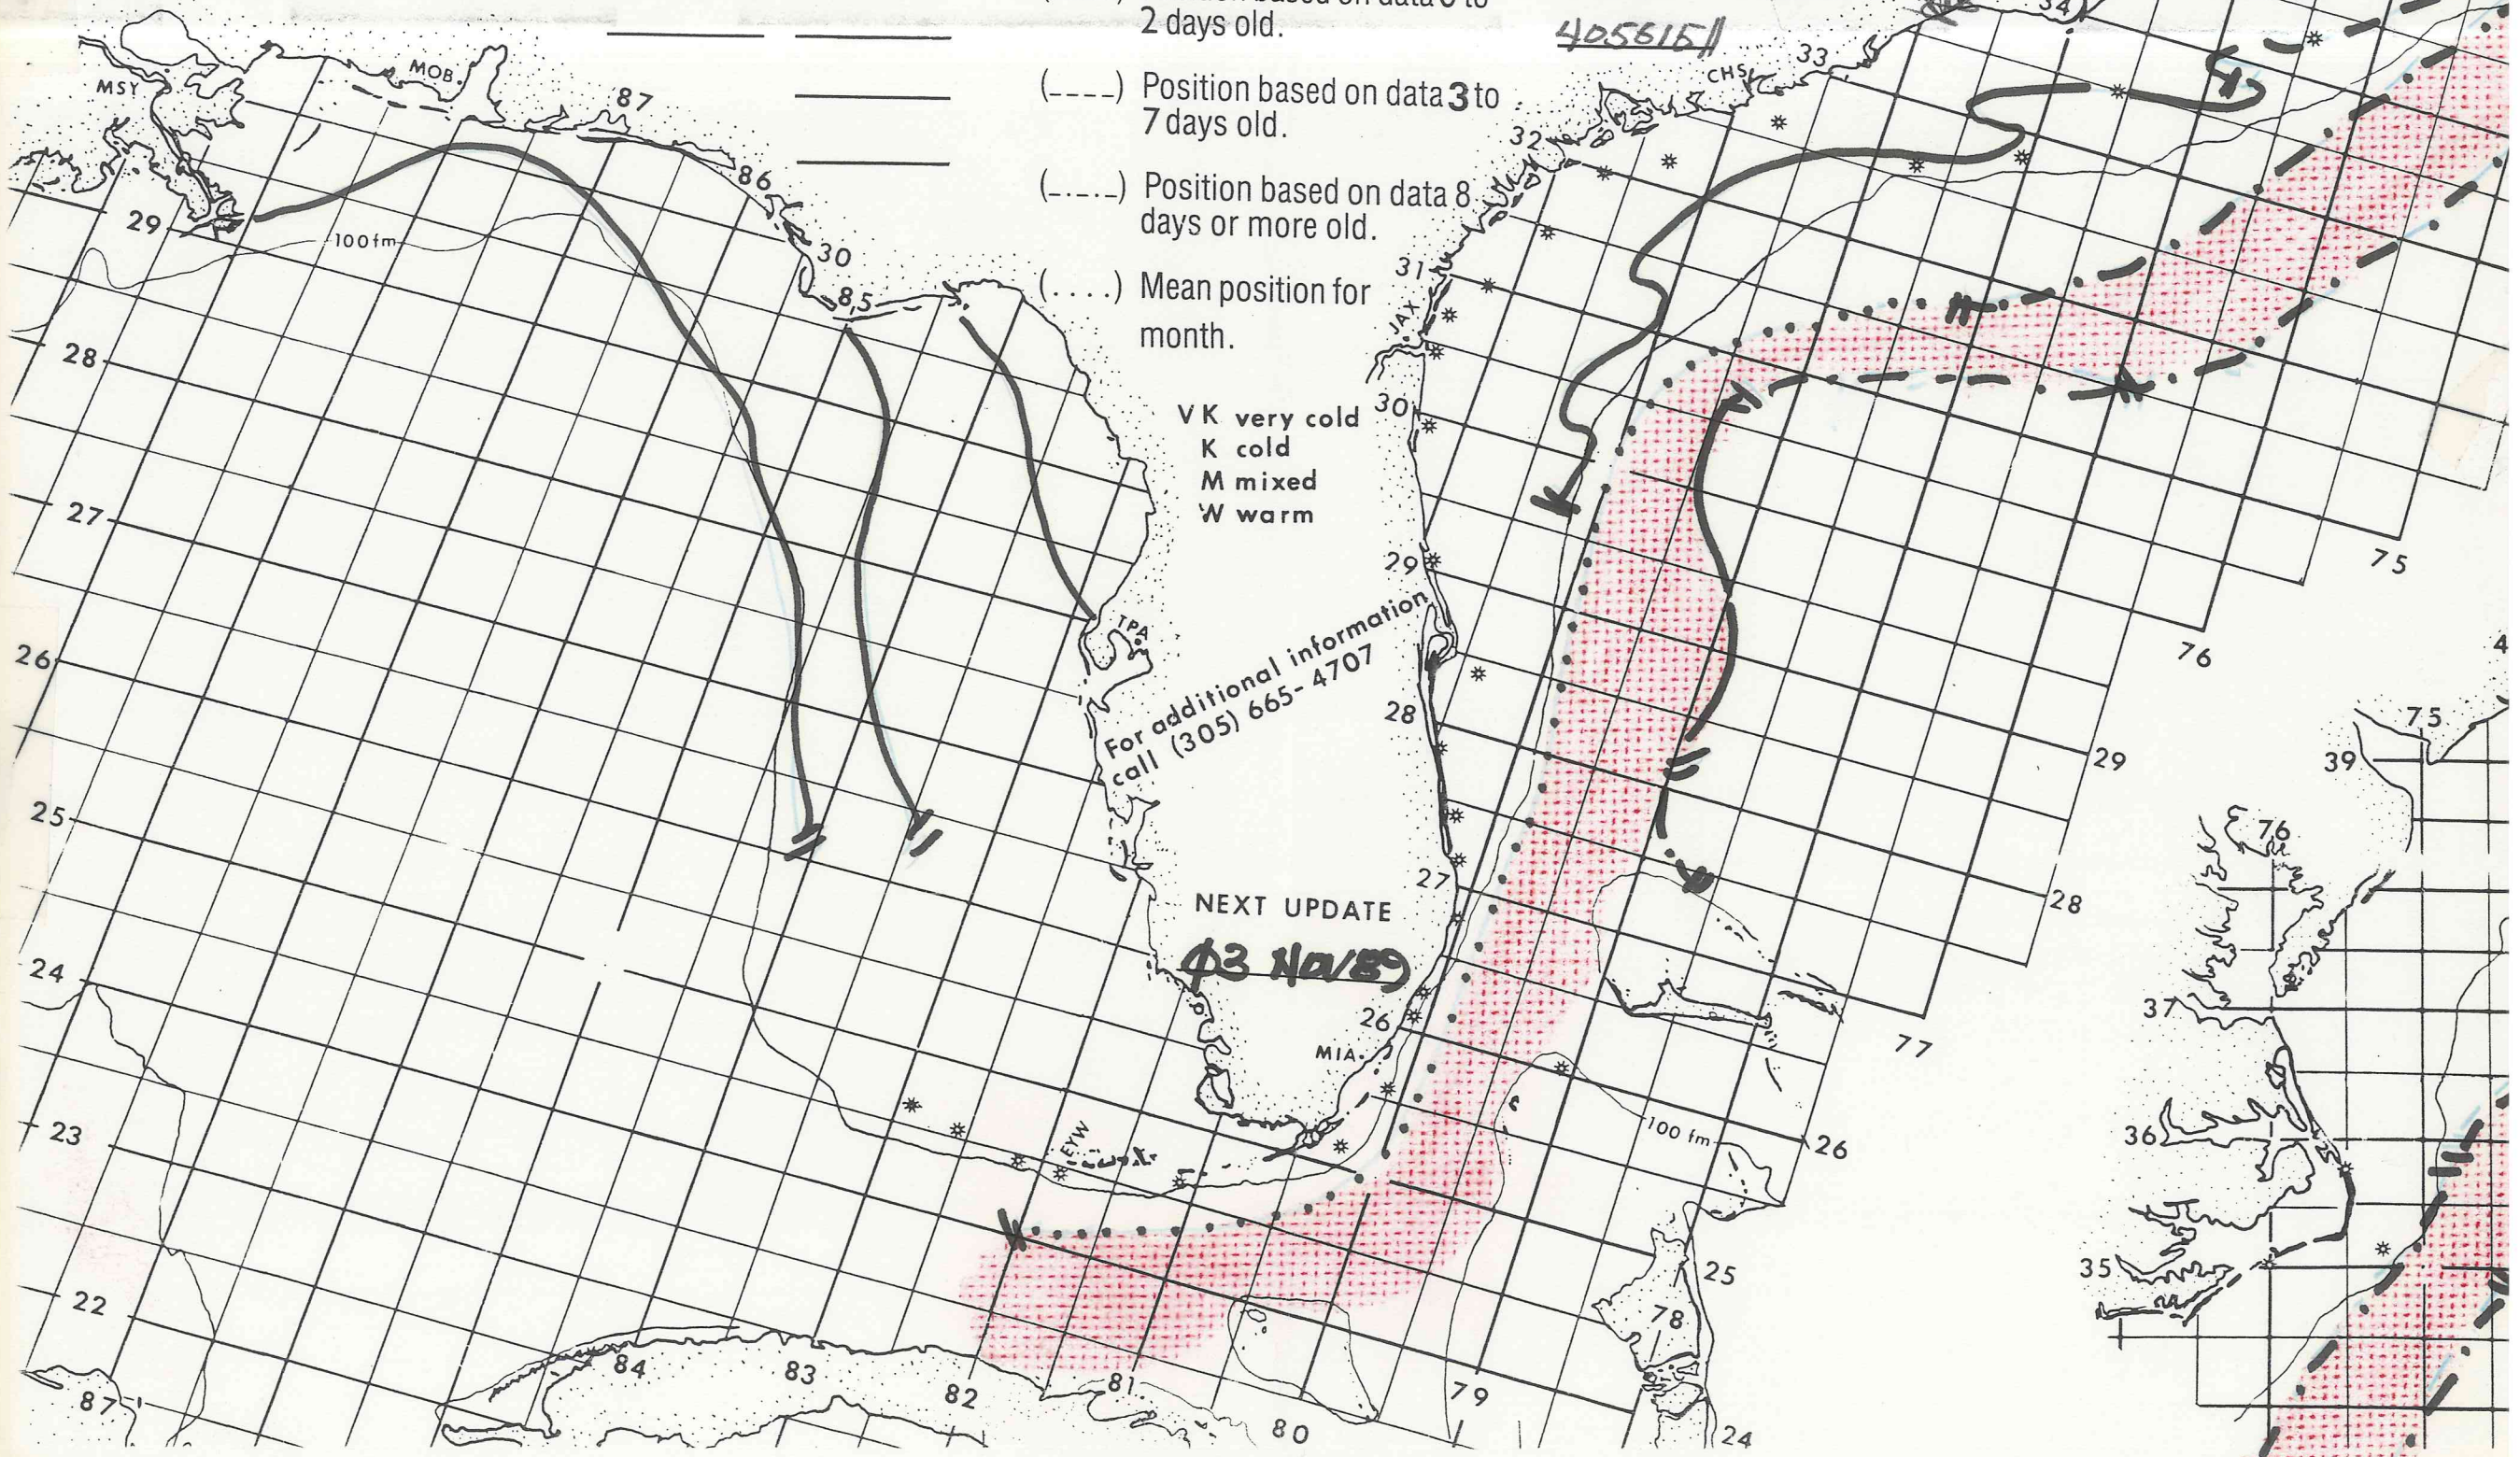 2 days old.
4056151
(____) Position based on data 3 to
7 days old.
(_._._) Position based on data 8
days or more old.
(....) Mean position for
month.
VK very cold
K cold
M mixed
W warm
For additional information
call (305) 665-4707
NEXT UPDATE
03 NOV 89
MSY
MOB.
CHS
JAX
TPA
MIA.
EYW
100 fm
100 fm
87
86
30
85
29
28
27
26
25
24
23
22
87
84
83
82
81
80
79
78
24
25
26
77
28
29
76
75
34
33
32
31
30
29
28
27
26
75
39
76
37
36
35
4